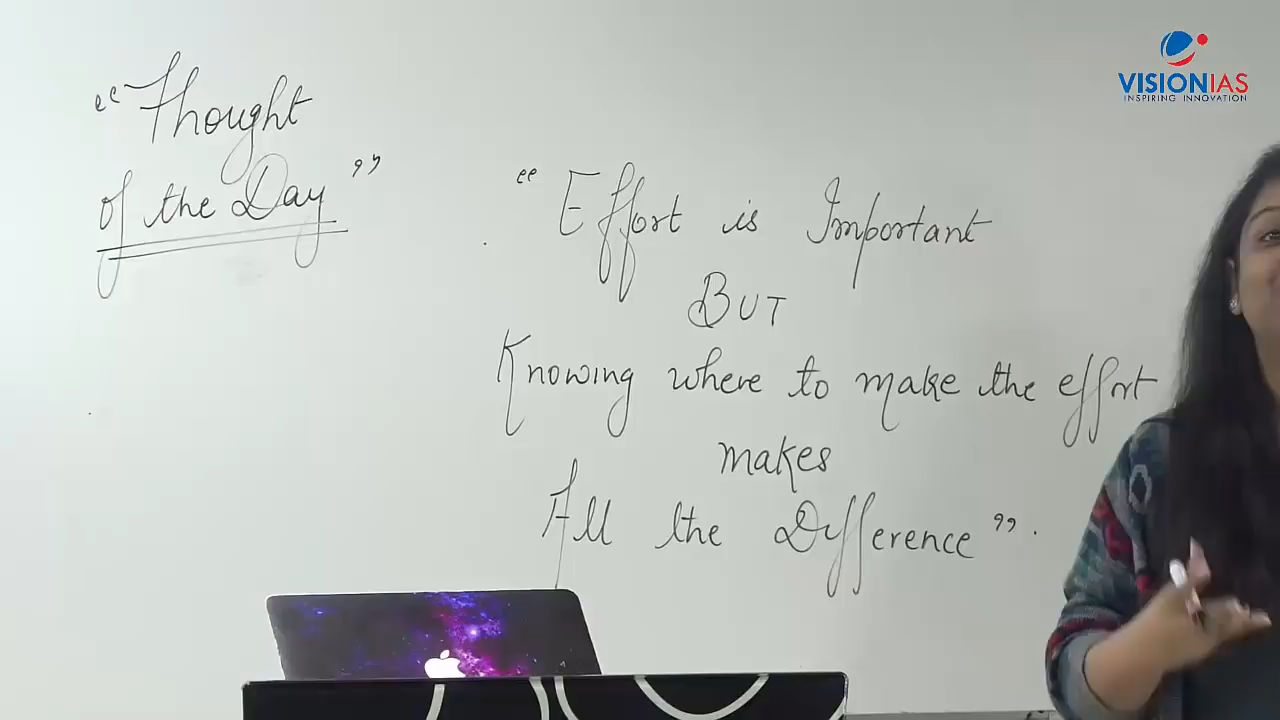 “Thought
of the Day”
“Effort is Important
BUT
Knowing where to make the effort
makes
All the Difference”.
VISIONIAS
INSPIRING INNOVATION